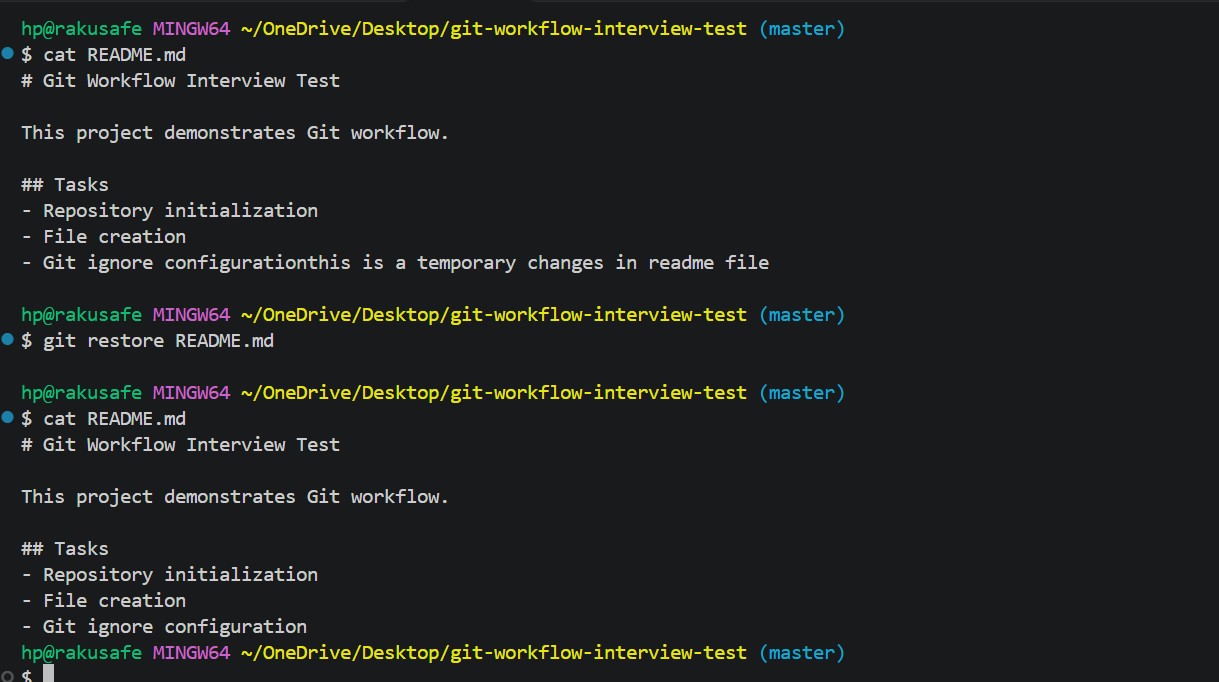 hp@rakusafe MINGW64 ~/OneDrive/Desktop/git-workflow-interview-test (master)
$ cat README.md
# Git Workflow Interview Test
This project demonstrates Git workflow.
## Tasks
- Repository initialization
- File creation
- Git ignore configurationthis is a temporary changes in readme file
hp@rakusafe MINGW64 ~/OneDrive/Desktop/git-workflow-interview-test (master)
$ git restore README.md
hp@rakusafe MINGW64 ~/OneDrive/Desktop/git-workflow-interview-test (master)
$ cat README.md
# Git Workflow Interview Test
This project demonstrates Git workflow.
## Tasks
- Repository initialization
- File creation
- Git ignore configuration
hp@rakusafe MINGW64 ~/OneDrive/Desktop/git-workflow-interview-test (master)
$